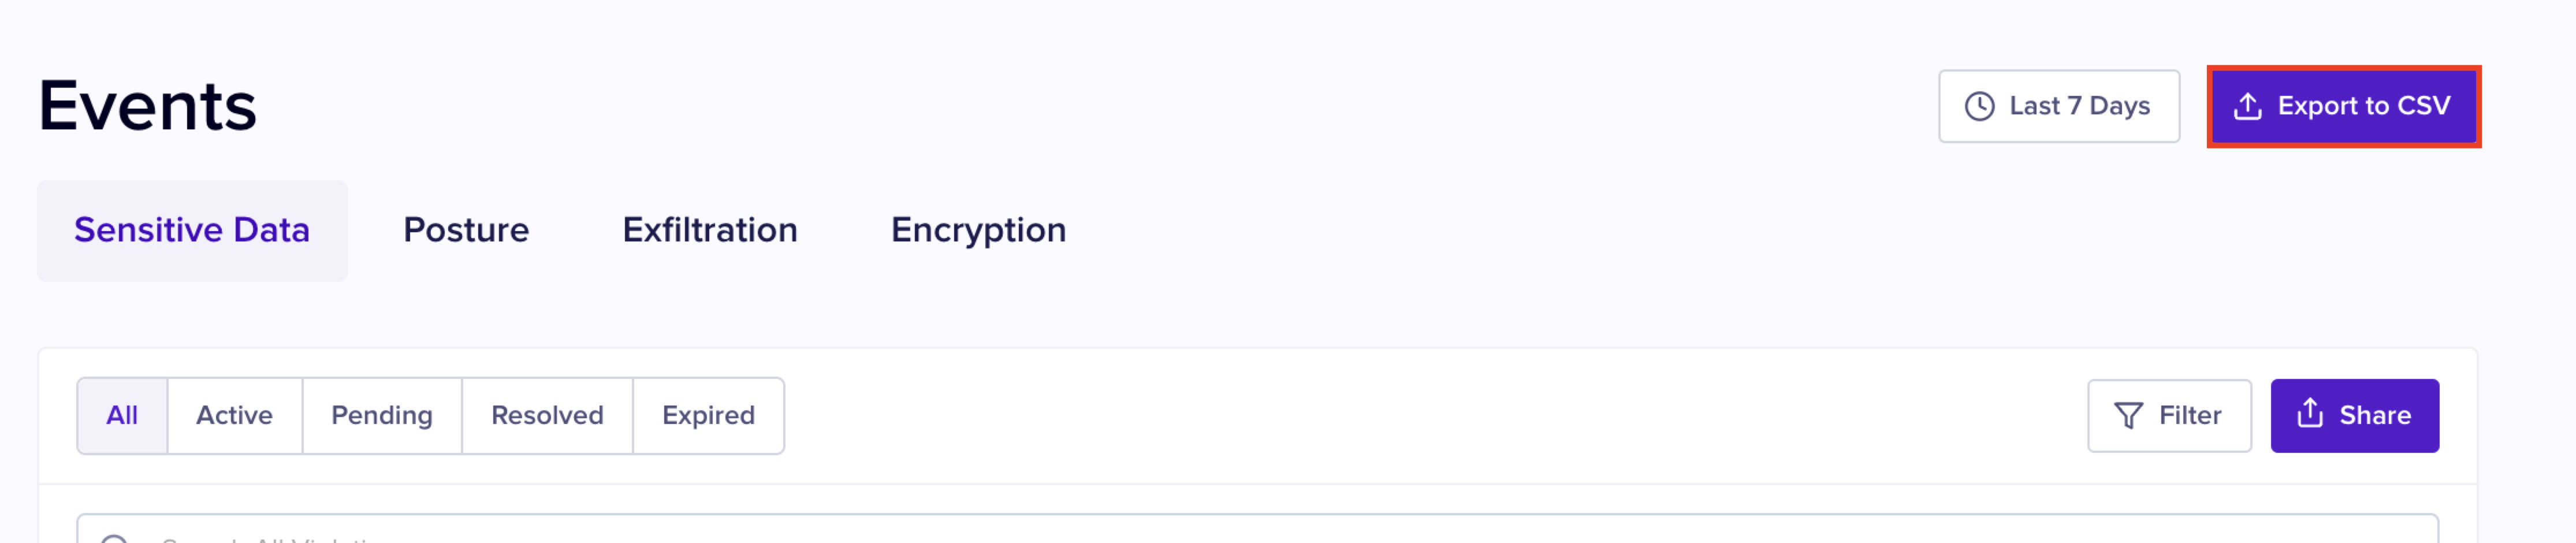 Events
Last 7 Days
Export to CSV
Sensitive Data
Posture
Exfiltration
Encryption
All
Active
Pending
Resolved
Expired
Filter
Share